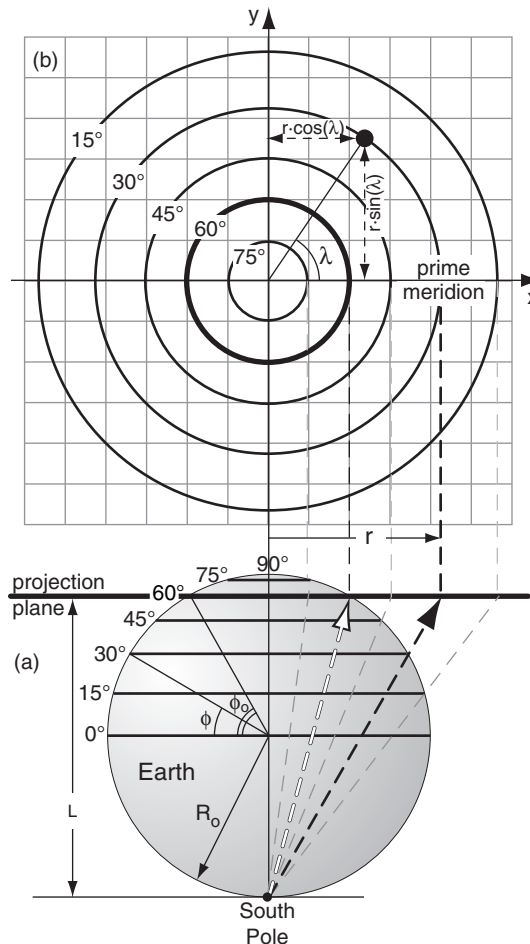 y
(b)
15°
30°
45°
60°
75°
r·cos(λ)
r·sin(λ)
λ
prime
meridion
x
r
90°
75°
projection
plane
60°
45°
(a)
30°
15°
0°
ϕ
ϕo
Earth
L
Ro
South
Pole